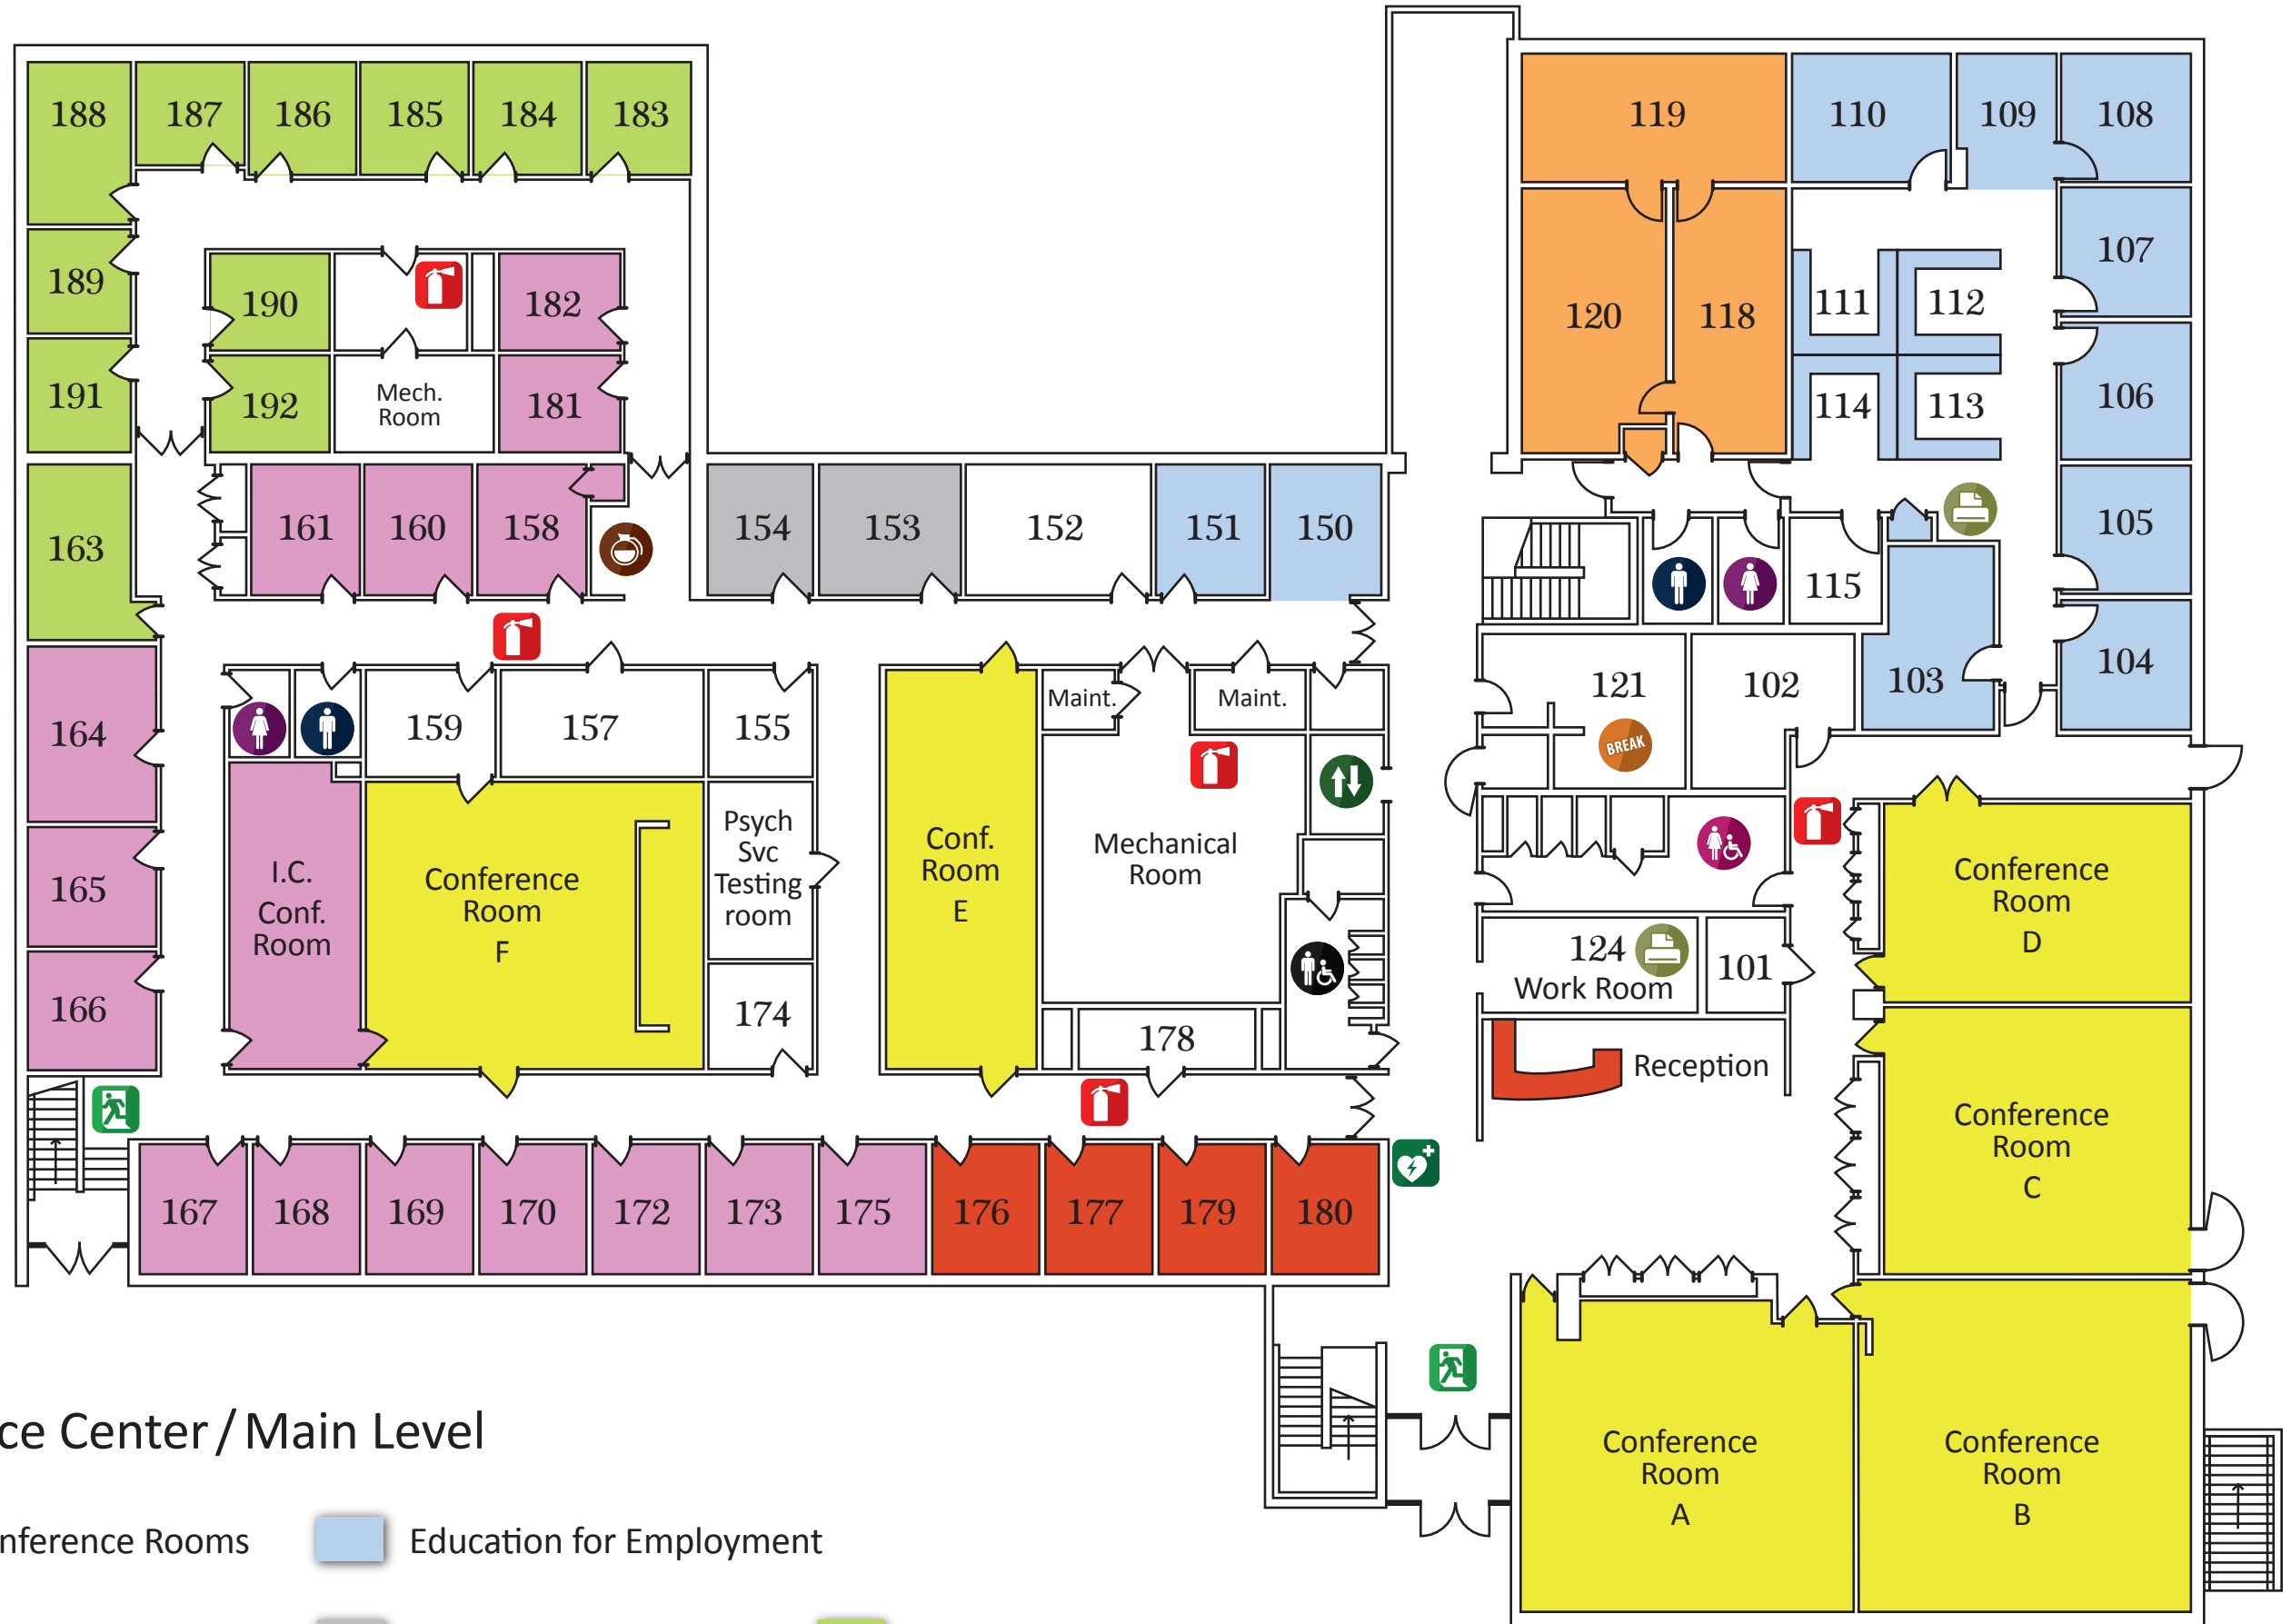 188
187
186
185
184
183
119
110
109
108
189
190
182
107
120
118
111
112
191
192
Mech.
Room
181
106
114
113
163
161
160
158
154
153
152
151
150
105
115
164
159
157
155
Maint.
Maint.
121
102
103
104
BREAK
165
I.C.
Conf.
Room
Conference
Room
F
Psych
Svc
Testing
room
Conf.
Room
E
Mechanical
Room
Conference
Room
D
166
174
178
124
Work Room
101
Reception
Conference
Room
C
167
168
169
170
172
173
175
176
177
179
180
Conference
Room
A
Conference
Room
B
ce Center / Main Level
nference Rooms
Education for Employment